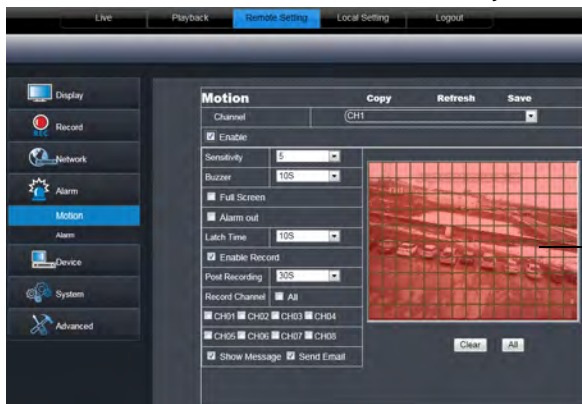 Live Playback Remote Setting Local Setting Logout
Display
Record
REC
Network
Alarm
Motion
Alarm
Device
System
Advanced
Motion Copy Refresh Save
Channel CH1
Enable
Sensitivity 5
Buzzer 10S
Full Screen
Alarm out
Latch Time 10S
Enable Record
Post Recording 30S
Record Channel All
CH01 CH02 CH03 CH04
CH05 CH06 CH07 CH08
Show Message Send Email
Clear All